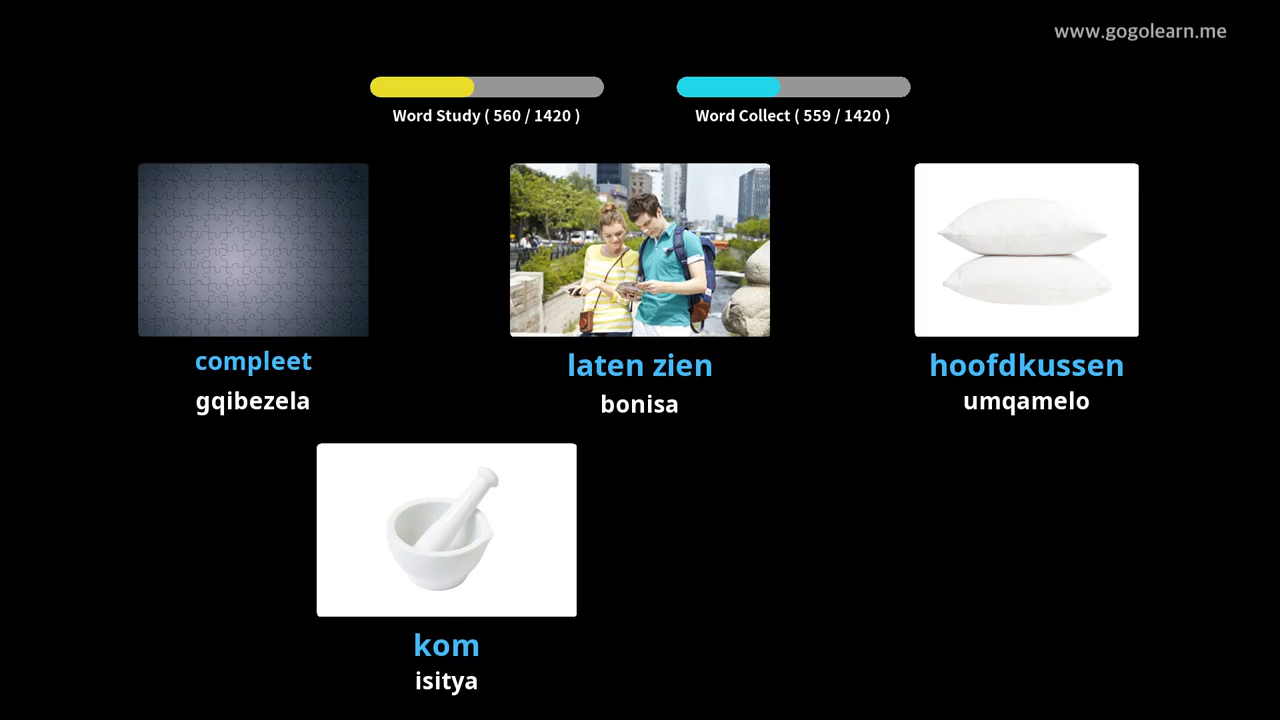 www.gogolearn.me
Word Study ( 560 / 1420 )
Word Collect ( 559 / 1420 )
compleet
gqibezela
laten zien
bonisa
hoofdkussen
umqamelo
kom
isitya